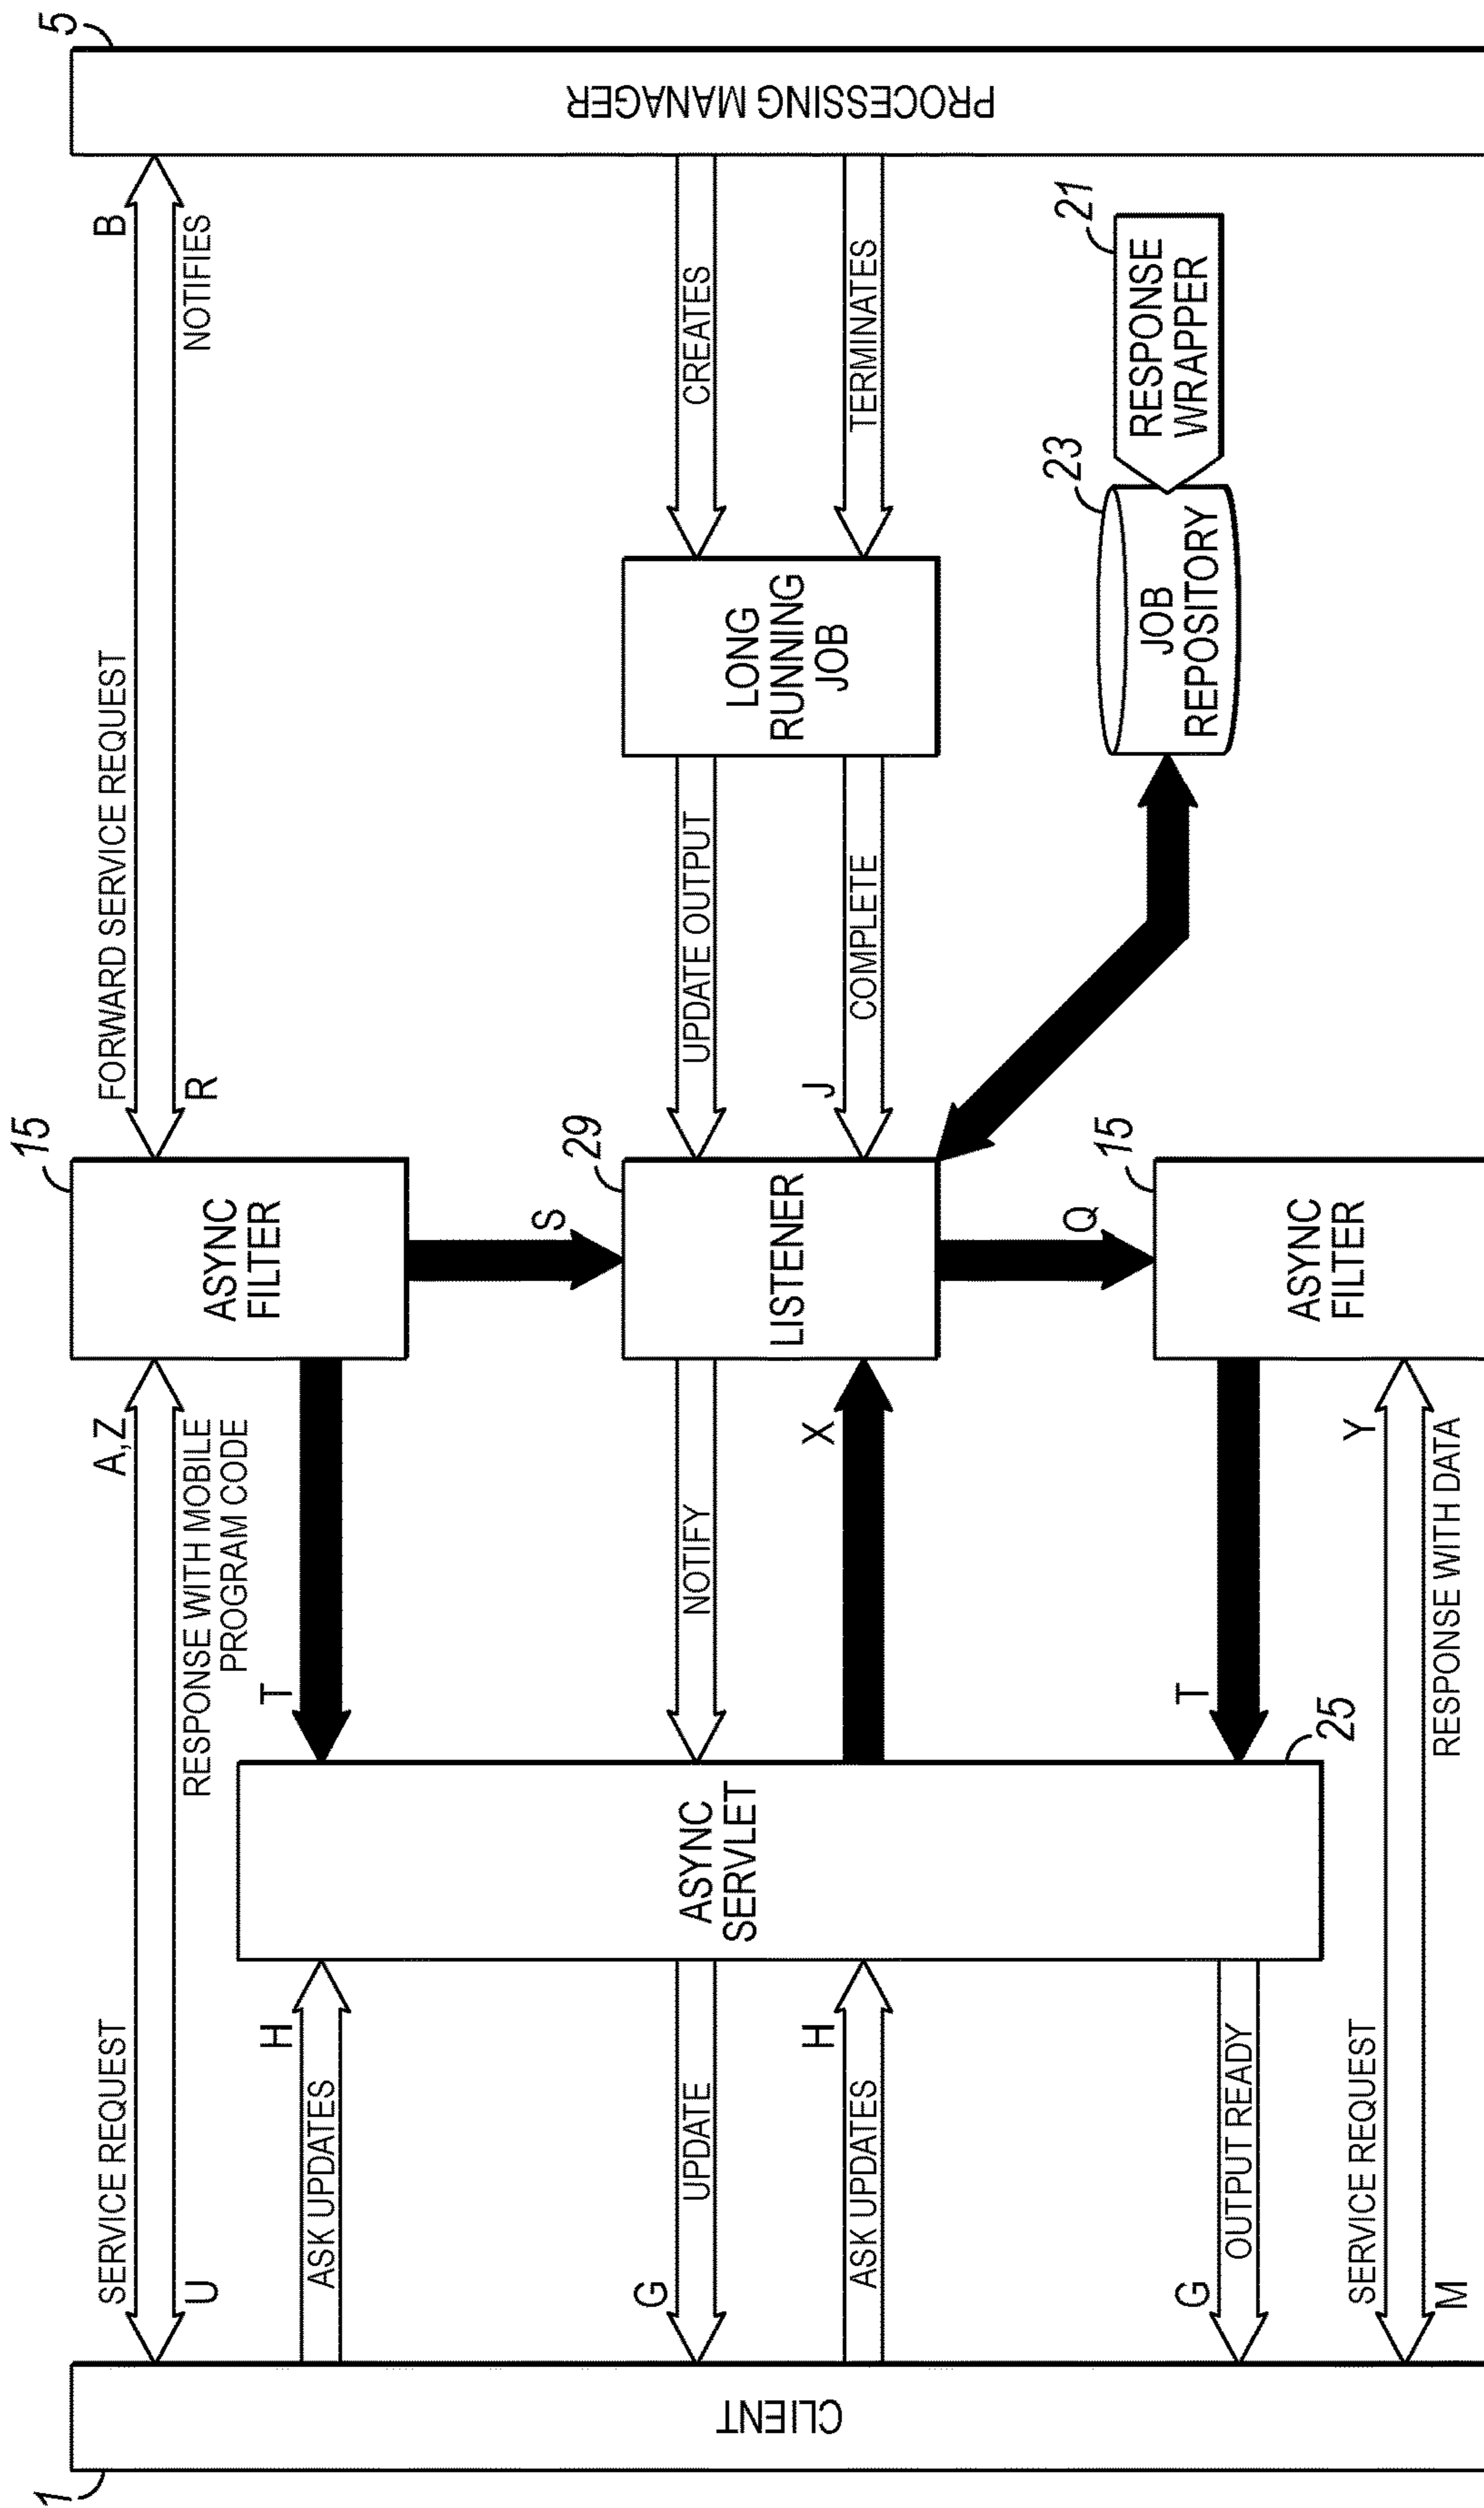 1
CLIENT
SERVICE REQUEST
U
A,Z
RESPONSE WITH MOBILE
PROGRAM CODE
15
ASYNC
FILTER
FORWARD SERVICE REQUEST
R
B
NOTIFIES
5
PROCESSING MANAGER
ASK UPDATES
H
T
S
G
UPDATE
ASYNC
SERVLET
NOTIFY
29
LISTENER
UPDATE OUTPUT
LONG
RUNNING
JOB
CREATES
ASK UPDATES
H
X
J
COMPLETE
TERMINATES
G
OUTPUT READY
25
T
Q
15
ASYNC
FILTER
23
JOB
REPOSITORY
21
RESPONSE
WRAPPER
SERVICE REQUEST
M
Y
RESPONSE WITH DATA